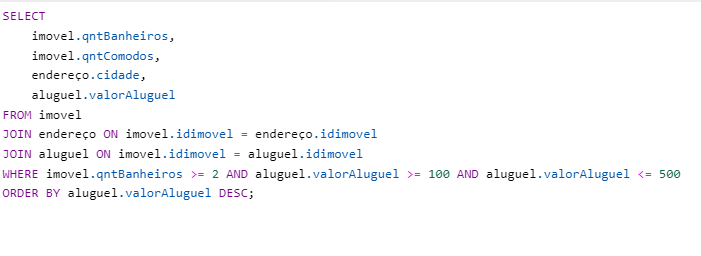 SELECT
imovel.qntBanheiros,
imovel.qntComodos,
endereço.cidade,
aluguel.valorAluguel
FROM imovel
JOIN endereço ON imovel.idimovel = endereço.idimovel
JOIN aluguel ON imovel.idimovel = aluguel.idimovel
WHERE imovel.qntBanheiros >= 2 AND aluguel.valorAluguel >= 100 AND aluguel.valorAluguel <= 500
ORDER BY aluguel.valorAluguel DESC;